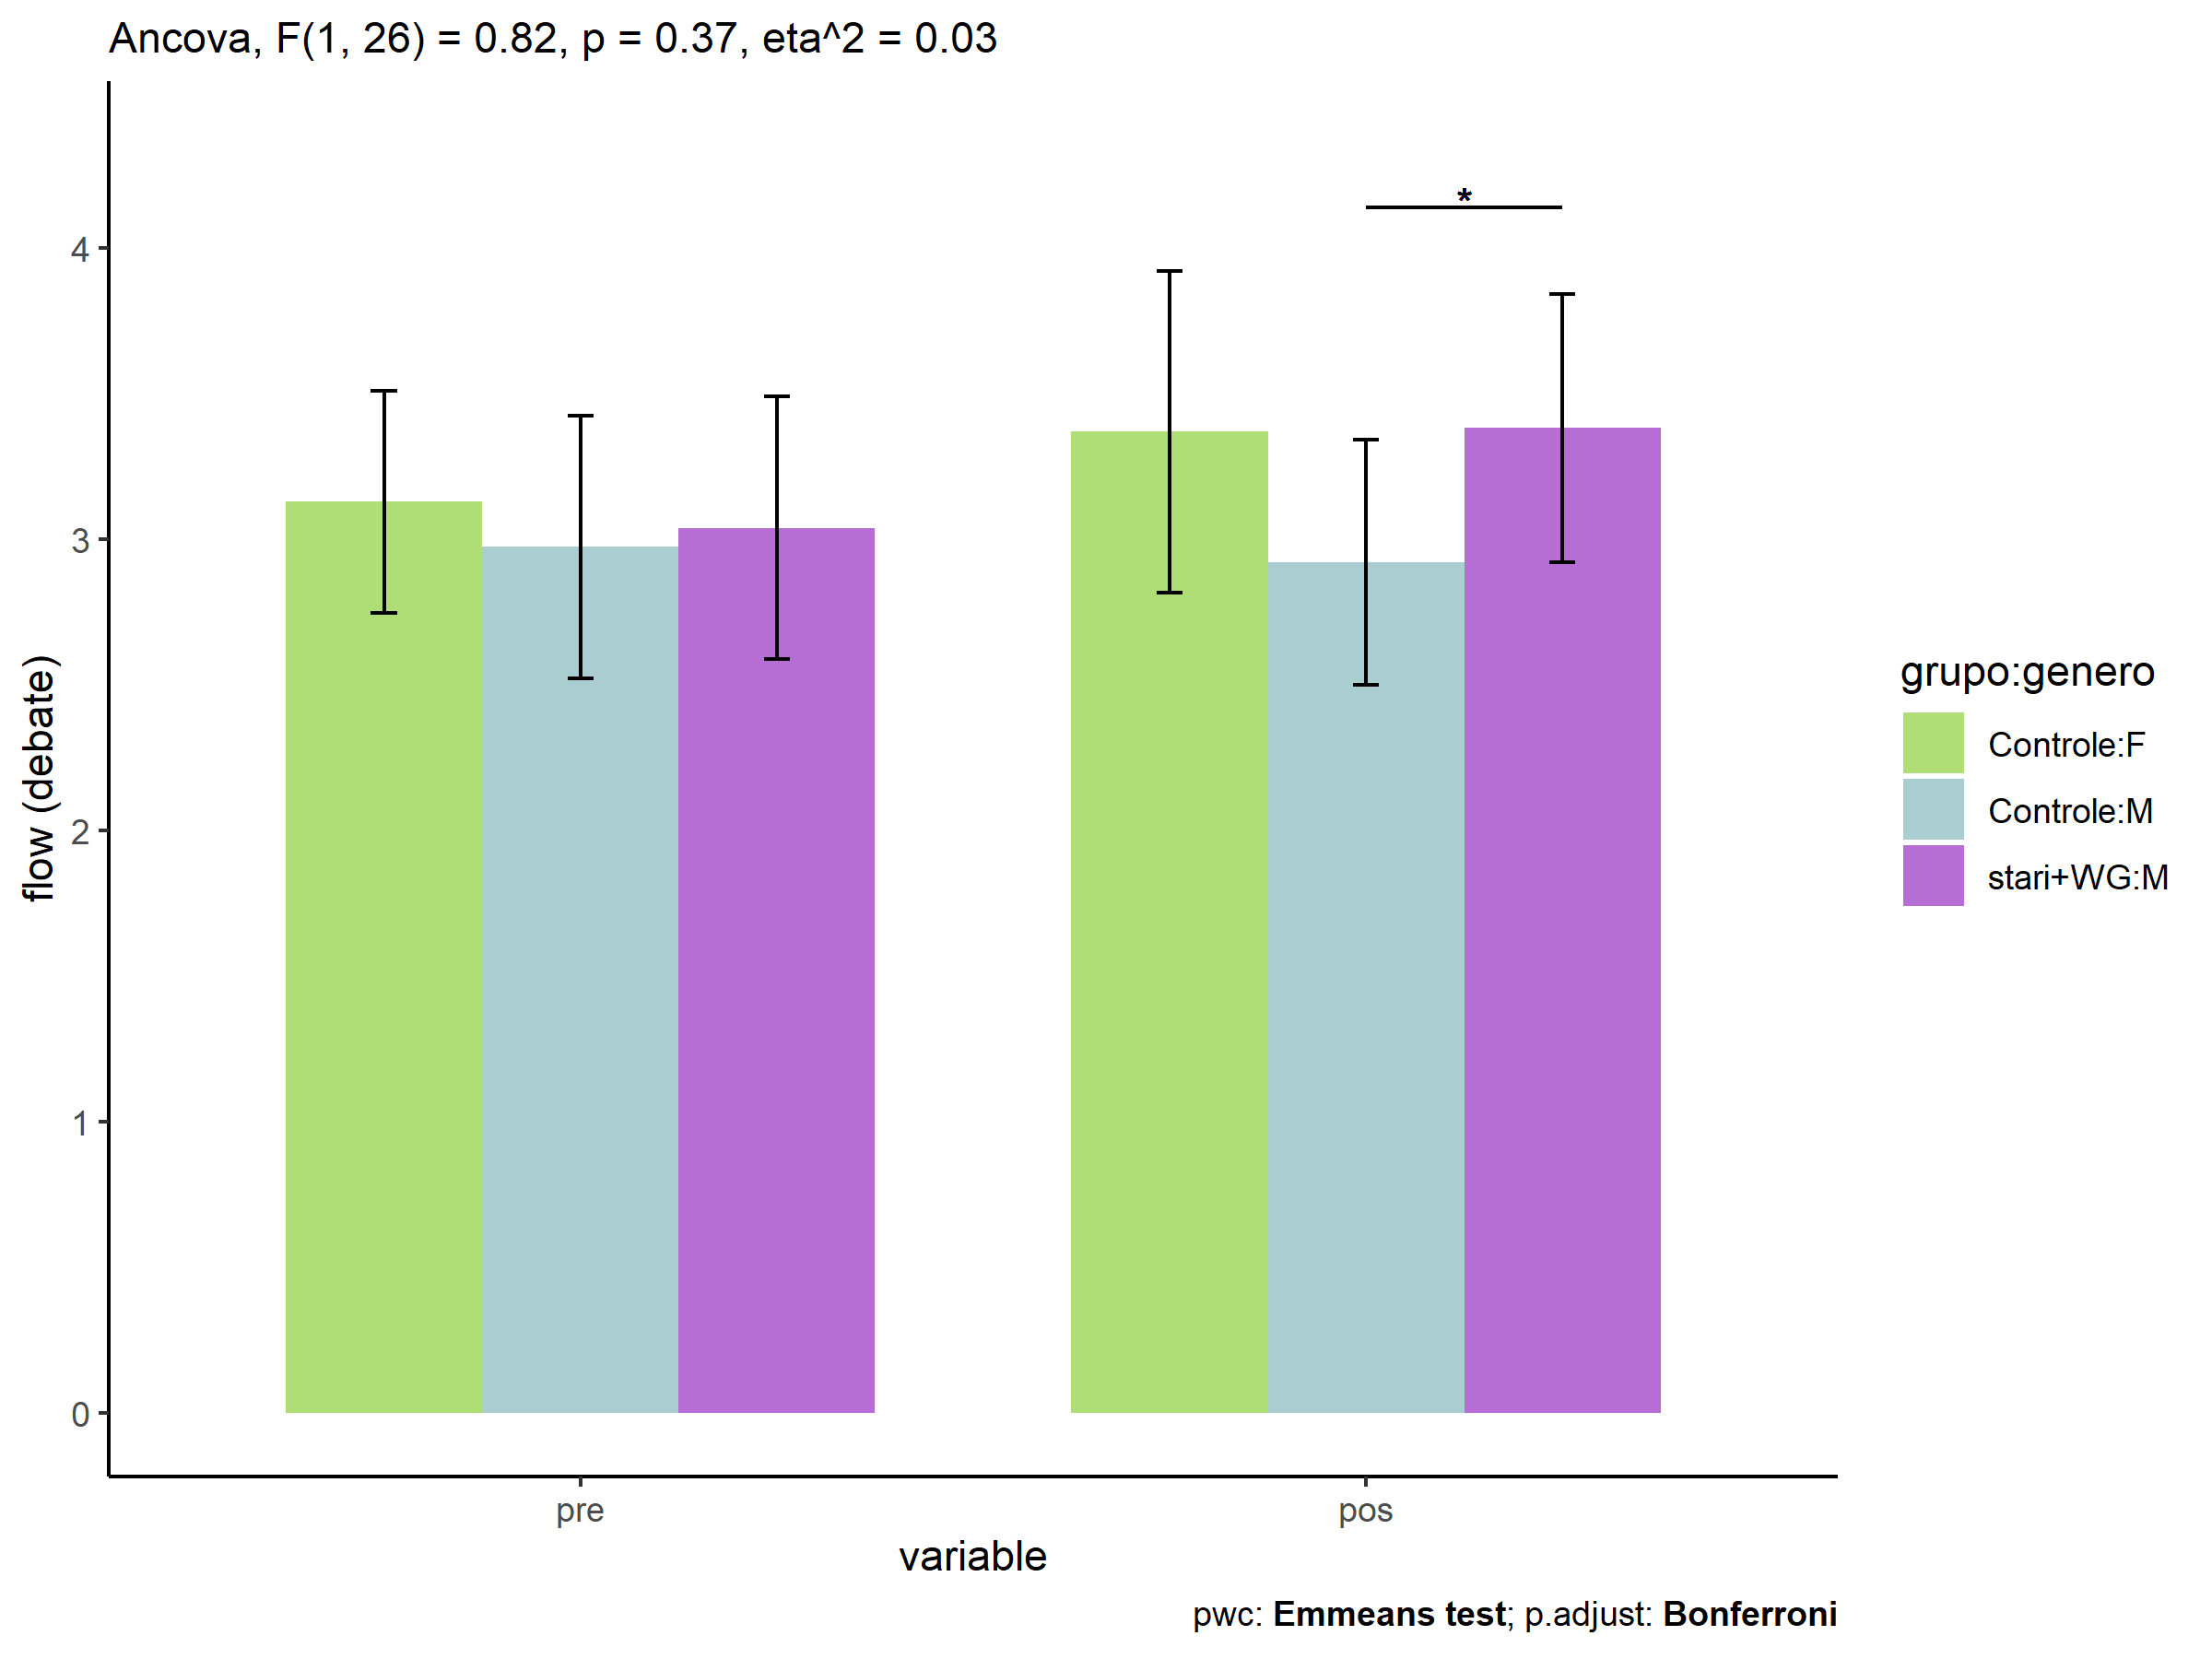 Ancova, F(1, 26) = 0.82, p = 0.37, eta^2 = 0.03
*
4
3
2
1
0
flow (debate)
pre
pos
variable
grupo:genero
Controle:F
Controle:M
stari+WG:M
pwc: Emmeans test; p.adjust: Bonferroni